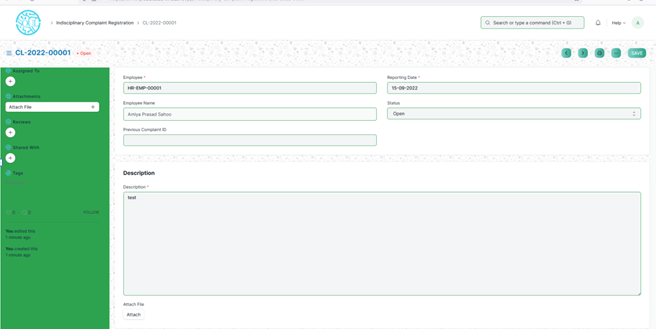 Indisciplinary Complaint Registration > CL-2022-00001
Search or type a command (Ctrl + G)
Help
A
CL-2022-00001
• Open
SAVE
Assigned To
Attachments
Attach File
Reviews
Shared With
Tags
FOLLOW
You edited this
1 minute ago
You created this
1 minute ago
Employee *
HR-EMP-00001
Reporting Date *
15-09-2022
Employee Name
Amiya Prasad Sahoo
Status
Open
Previous Complaint ID
Description
Description *
test
Attach File
Attach